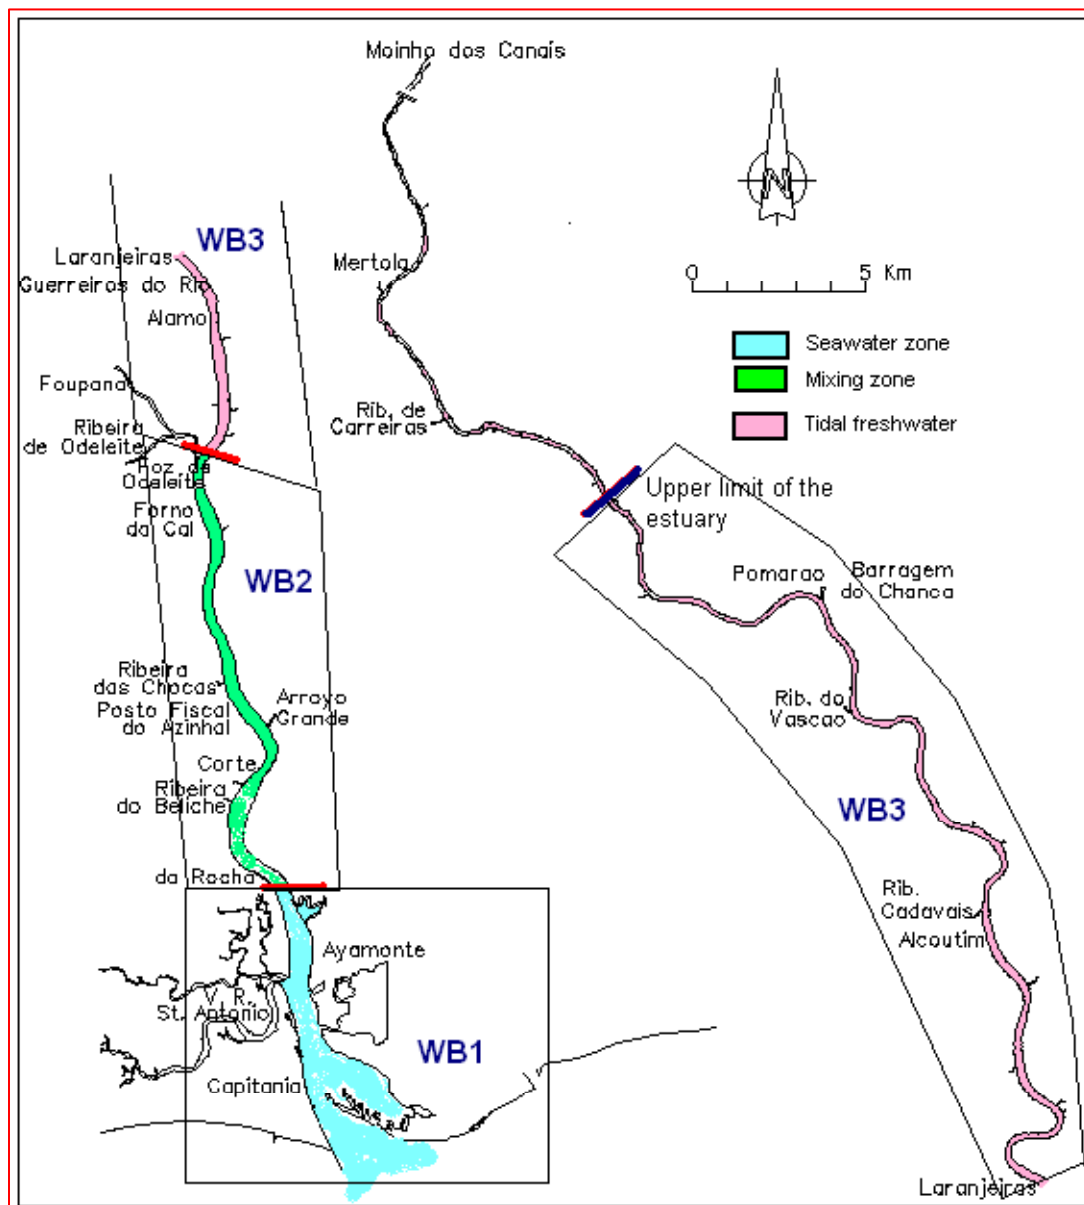 Moinho dos Canais
N
WB3
Laranjeiras
Guerreiros do Rio
Alamo
Mertola
0 5 Km
Seawater zone
Mixing zone
Tidal freshwater
Foupana
Ribeira
de Odeleite
Foz de
Odeleite
Rib. de
Carreiras
Upper limit of the
estuary
Forno
da Cal
WB2
Pomarao
Barragem
do Chanca
Ribeira
das Chocas
Posto Fiscal
do Azinhal
Arroyo
Grande
Rib. do
Vascao
Corte
Ribeira
do Beliche
WB3
da Rocha
Rib.
Cadavais
Alcoutim
Ayamonte
V. R.
St. Antonio
WB1
Capitania
Laranjeiras